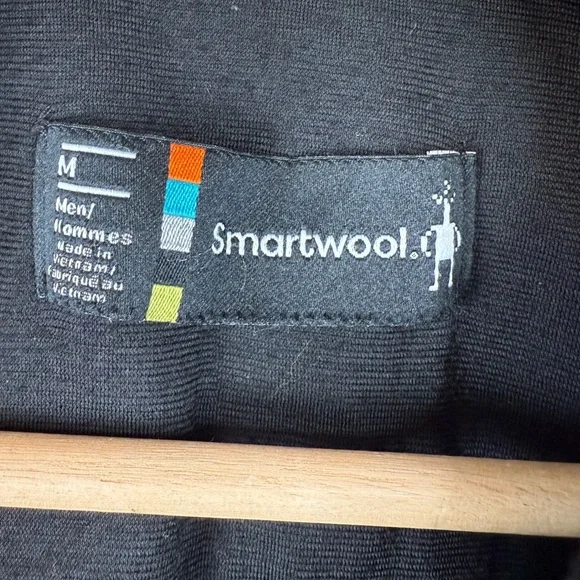 M
Men/
Hommes
Made in
Vietnam/
Fabriqué au
Vietnam
Smartwool.